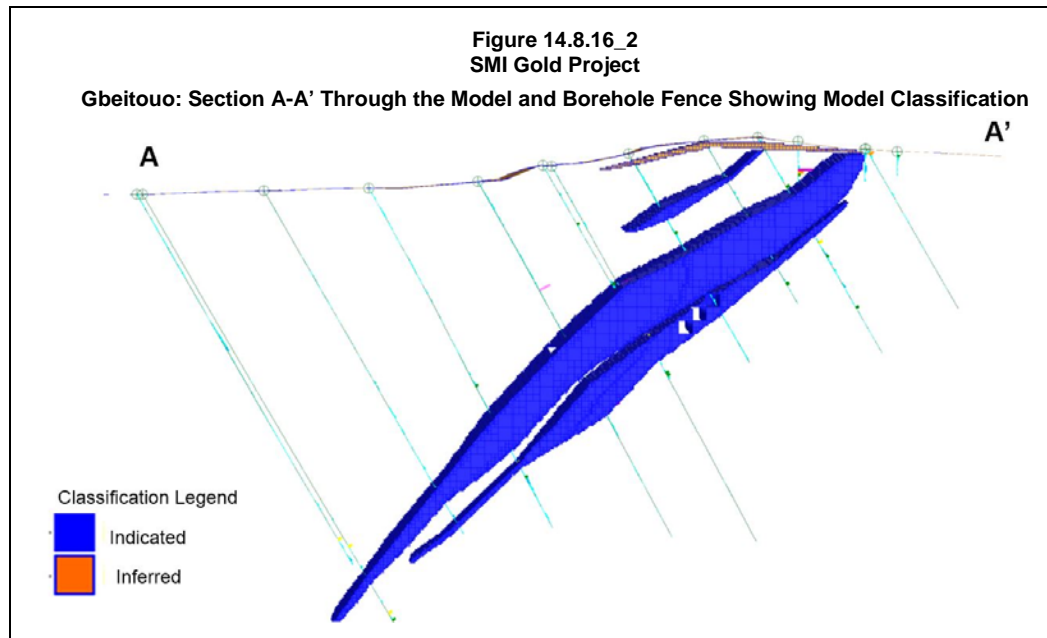 Figure 14.8.16_2
SMI Gold Project
Gbeitouo: Section A-A' Through the Model and Borehole Fence Showing Model Classification
A
A'
Classification Legend
Indicated
Inferred